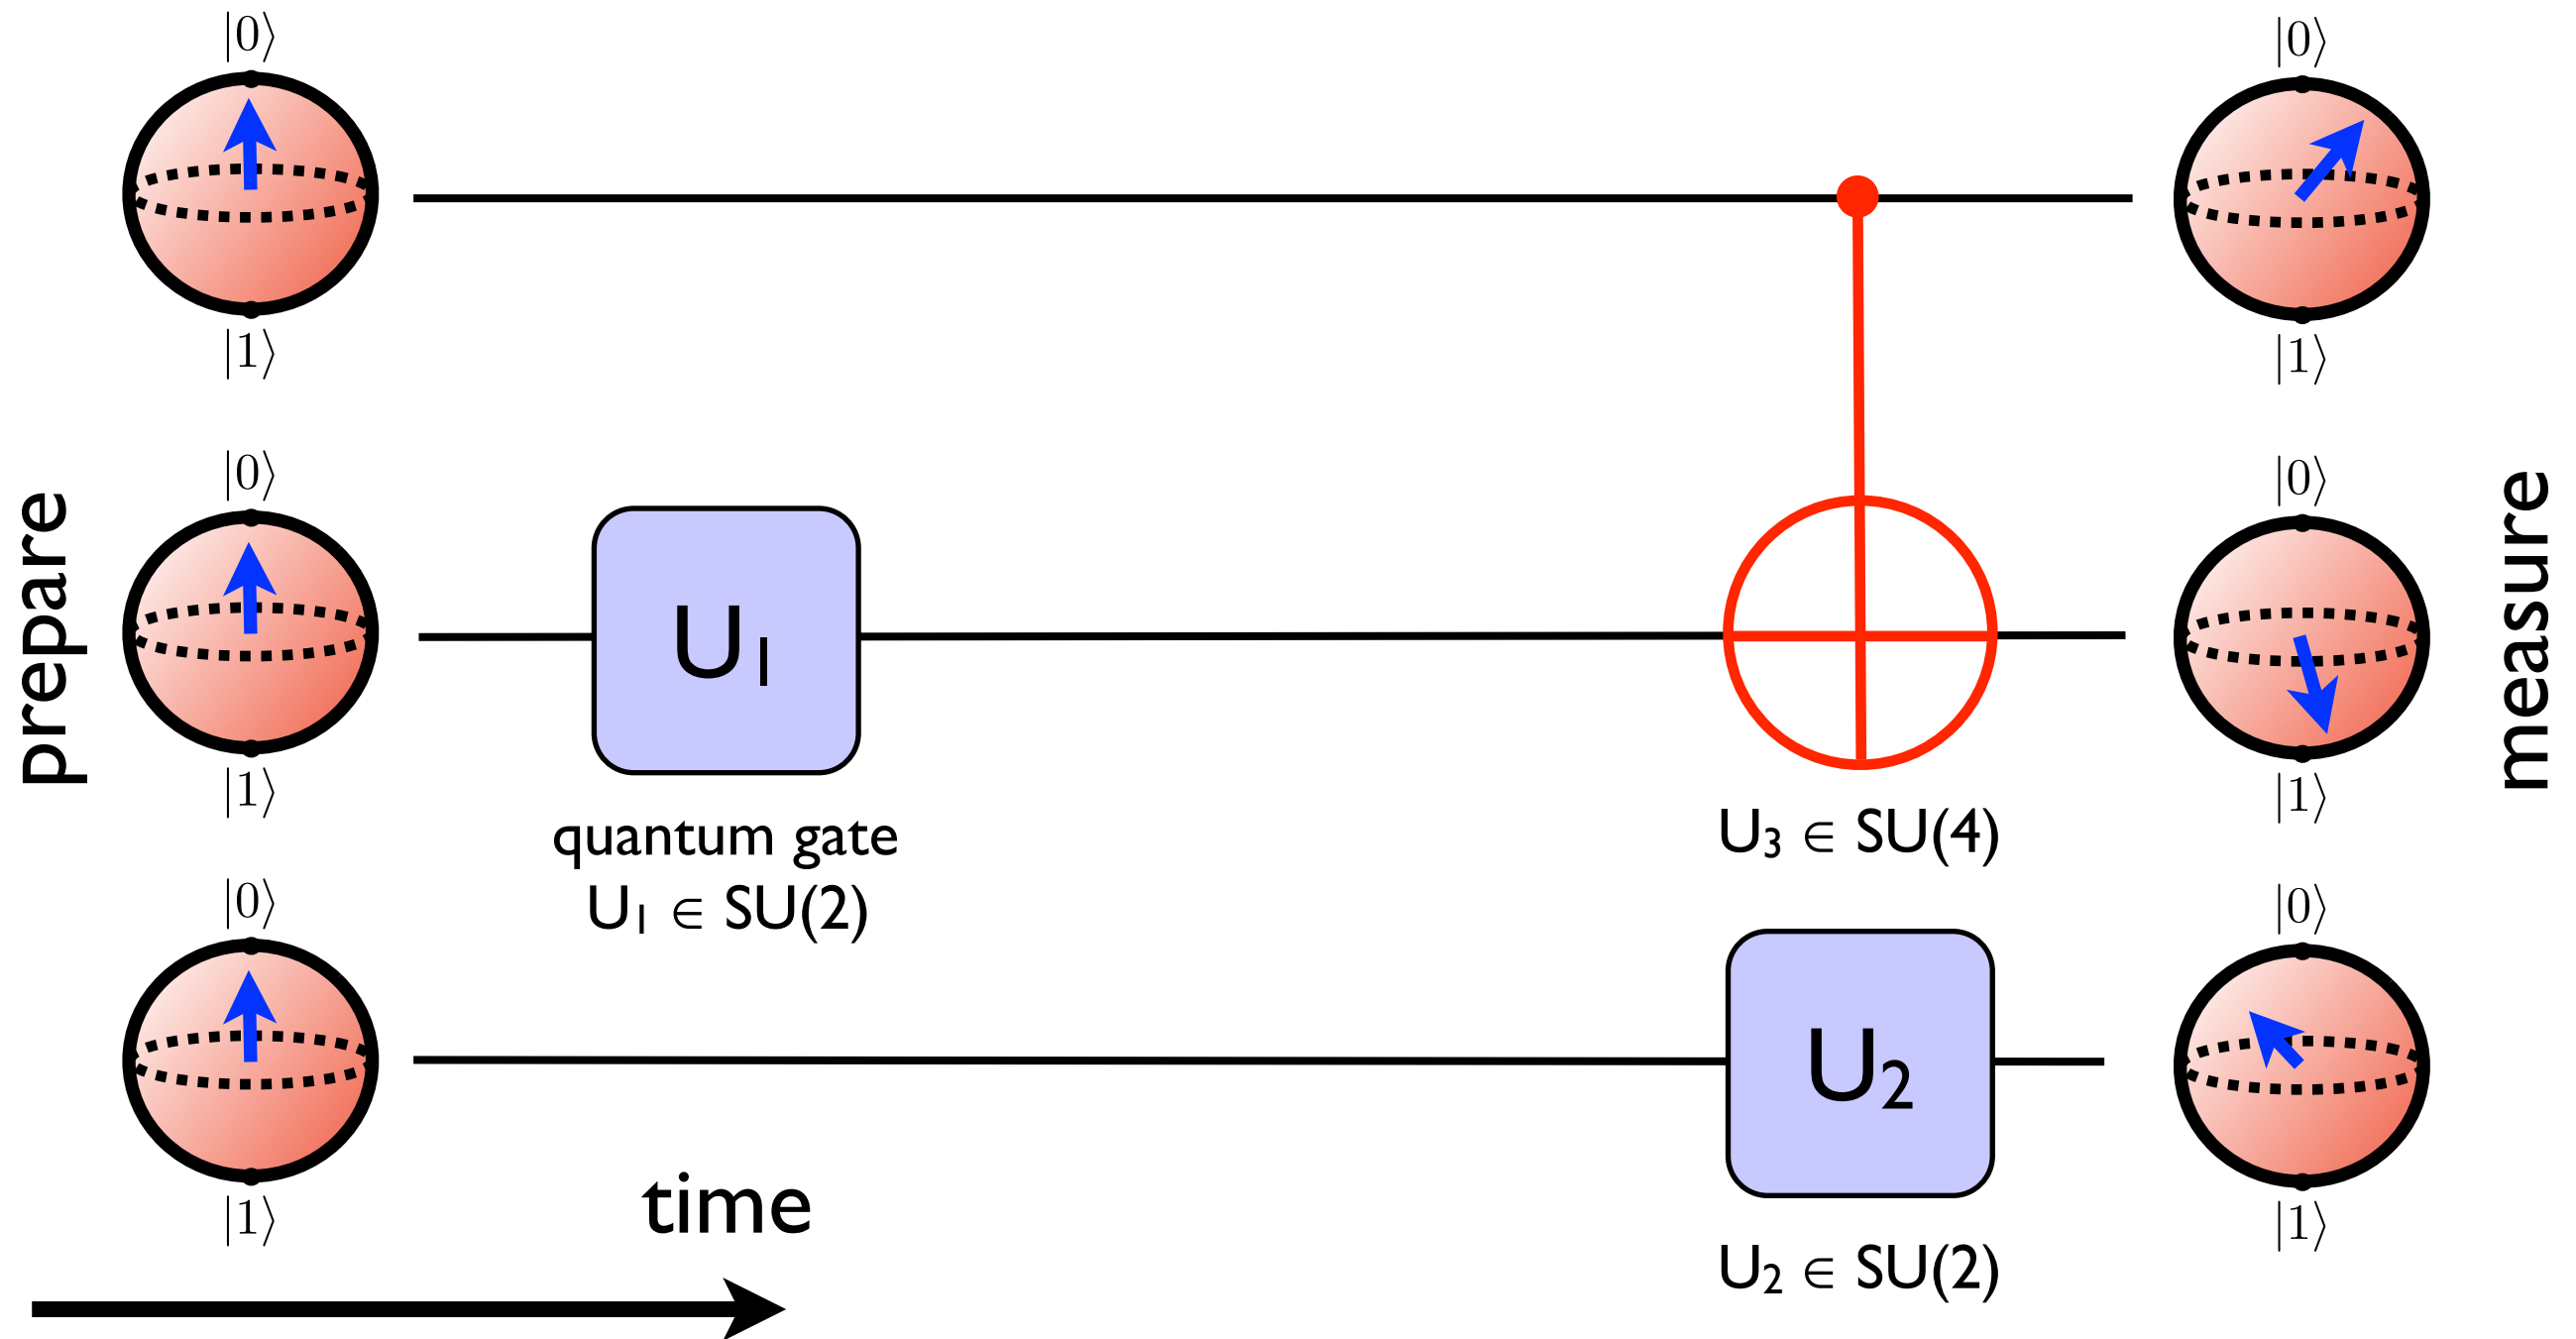 |0⟩
|0⟩
|1⟩
|1⟩
prepare
|0⟩
|0⟩
measure
U₁
|1⟩
|1⟩
quantum gate
U₁ ∈ SU(2)
U₃ ∈ SU(4)
|0⟩
|0⟩
U₂
|1⟩
|1⟩
time
U₂ ∈ SU(2)